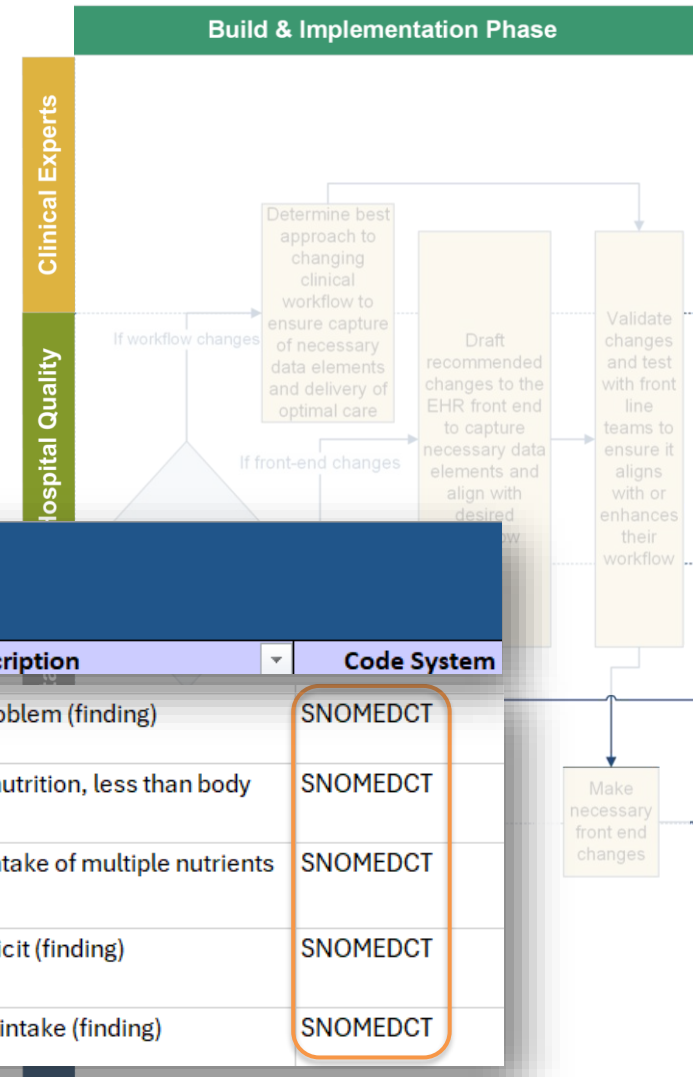 Build & Implementation Phase
Clinical Experts
Hospital Quality
Determine best
approach to
changing
clinical
workflow to
ensure capture
of necessary
data elements
and delivery of
optimal care
If workflow changes
If front-end changes
Draft
recommended
changes to the
EHR front end
to capture
necessary data
elements and
align with
desired
Validate
changes
and test
with front
line
teams to
ensure it
aligns
with or
enhances
their
workflow
Make
necessary
front end
changes
cription Code System
oblem (finding) SNOMEDCT
nutrition, less than body SNOMEDCT
ntake of multiple nutrients SNOMEDCT
icit (finding) SNOMEDCT
intake (finding) SNOMEDCT